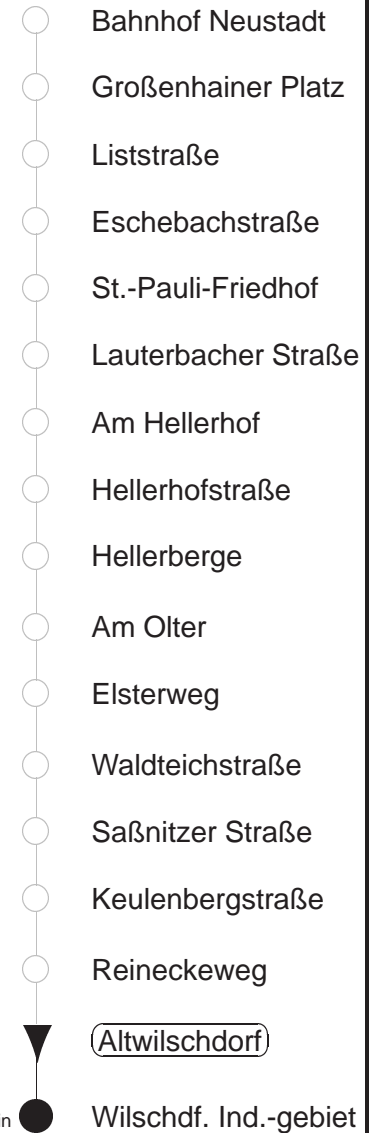 Bahnhof Neustadt
Großenhainer Platz
Liststraße
Eschebachstraße
St.-Pauli-Friedhof
Lauterbacher Straße
Am Hellerhof
Hellerhofstraße
Hellerberge
Am Olter
Elsterweg
Waldteichstraße
Saßnitzer Straße
Keulenbergstraße
Reineckeweg
Altwilschdorf
Wilschdf. Ind.-gebiet